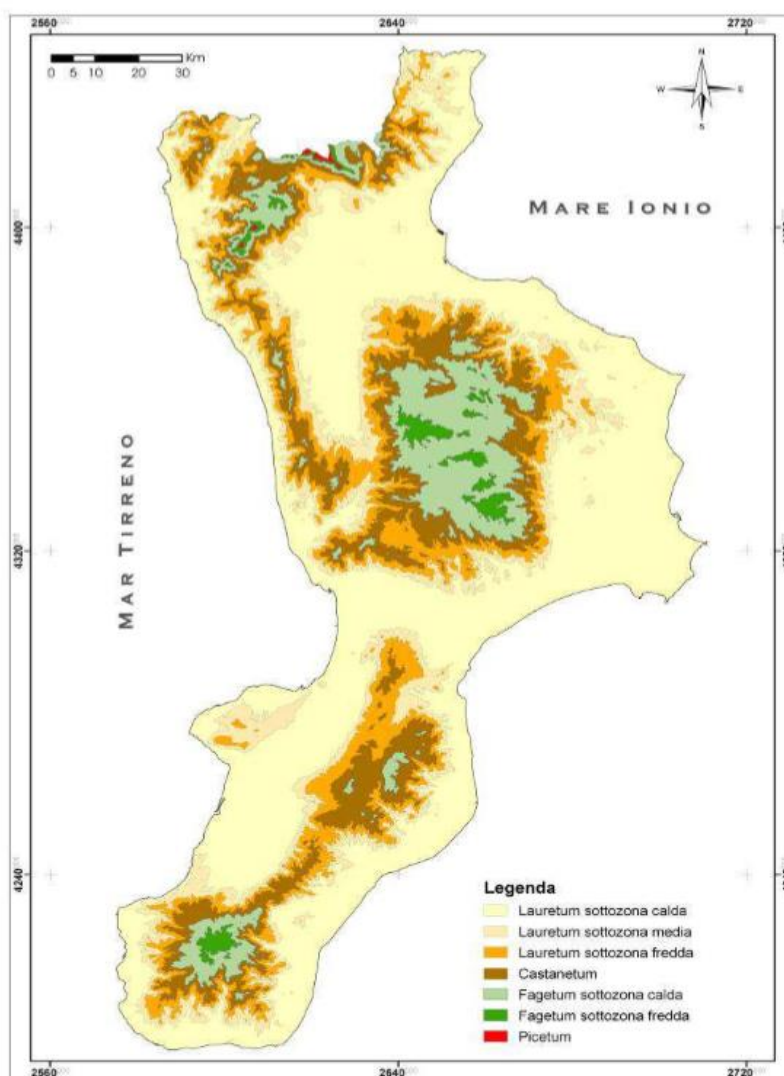 2560 2640 2720
Km
0 5 10 20 30
N
W E
S
MARE IONIO
4400
MAR TIRRENO
4320 4320
4240
Legenda
Lauretum sottozona calda
Lauretum sottozona media
Lauretum sottozona fredda
Castanetum
Fagetum sottozona calda
Fagetum sottozona fredda
Picetum
2560 2640 2720